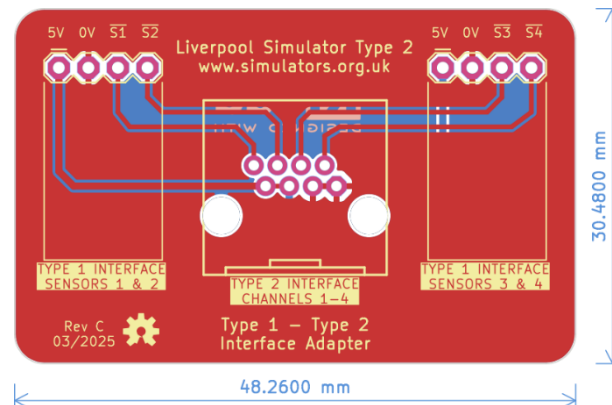 5V 0V S1 S2
Liverpool Simulator Type 2
www.simulators.org.uk
5V 0V S3 S4
DESIGNED WITH
TYPE 1 INTERFACE
SENSORS 1 & 2
TYPE 2 INTERFACE
CHANNELS 1-4
TYPE 1 INTERFACE
SENSORS 3 & 4
Rev C
03/2025
Type 1 - Type 2
Interface Adapter
30.4800 mm
48.2600 mm